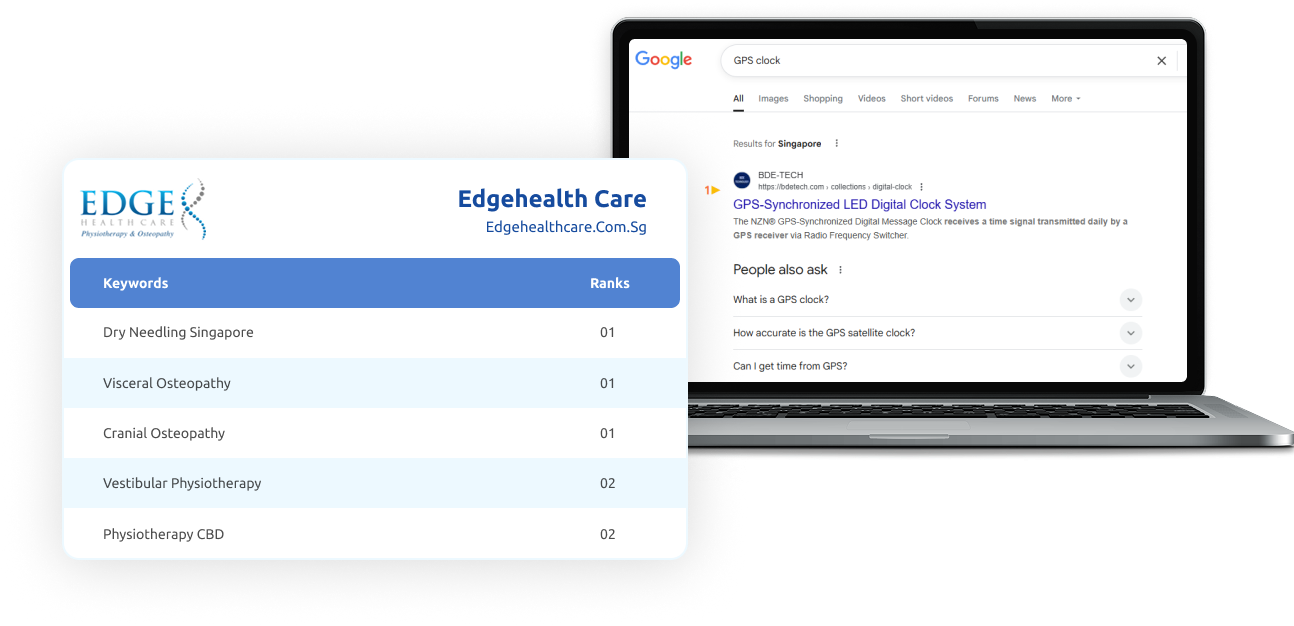 EDGE
HEALTH CARE
Physiotherapy & Osteopathy
Edgehealth Care
Edgehealthcare.Com.Sg
Keywords Ranks
Dry Needling Singapore 01
Visceral Osteopathy 01
Cranial Osteopathy 01
Vestibular Physiotherapy 02
Physiotherapy CBD 02
Google
GPS clock
All Images Shopping Videos Short videos Forums News More
Results for Singapore
1
BDE-TECH
https://bdetech.com › collections › digital-clock
GPS-Synchronized LED Digital Clock System
The NZN® GPS-Synchronized Digital Message Clock receives a time signal transmitted daily by a
GPS receiver via Radio Frequency Switcher.
People also ask
What is a GPS clock?
How accurate is the GPS satellite clock?
Can I get time from GPS?